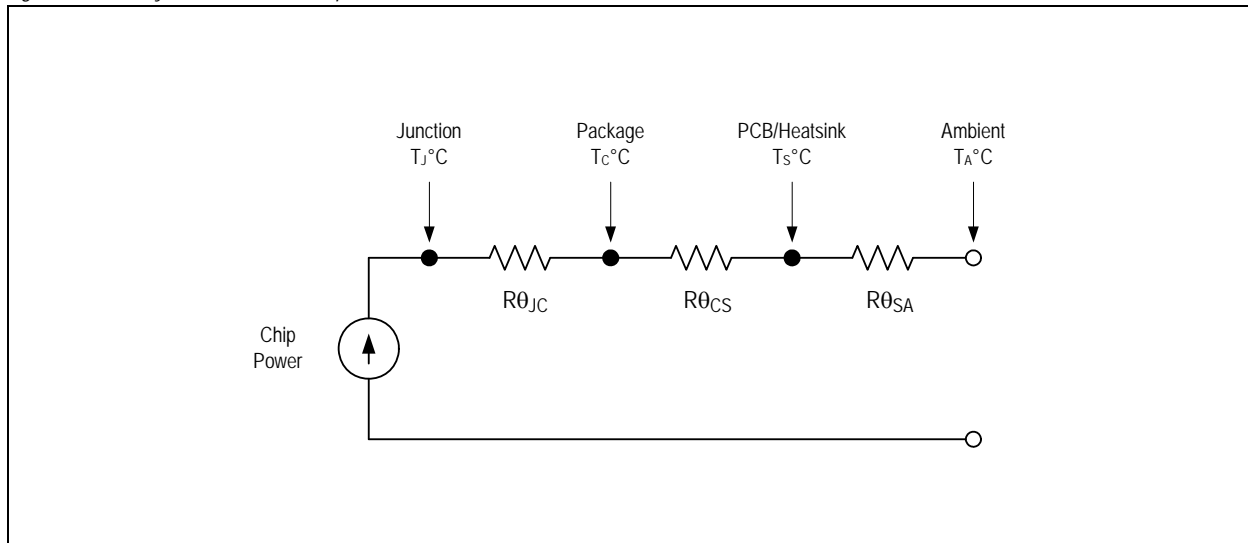 Junction
TJ°C
Package
TC°C
PCB/Heatsink
TS°C
Ambient
TA°C
RθJC
RθCS
RθSA
Chip
Power